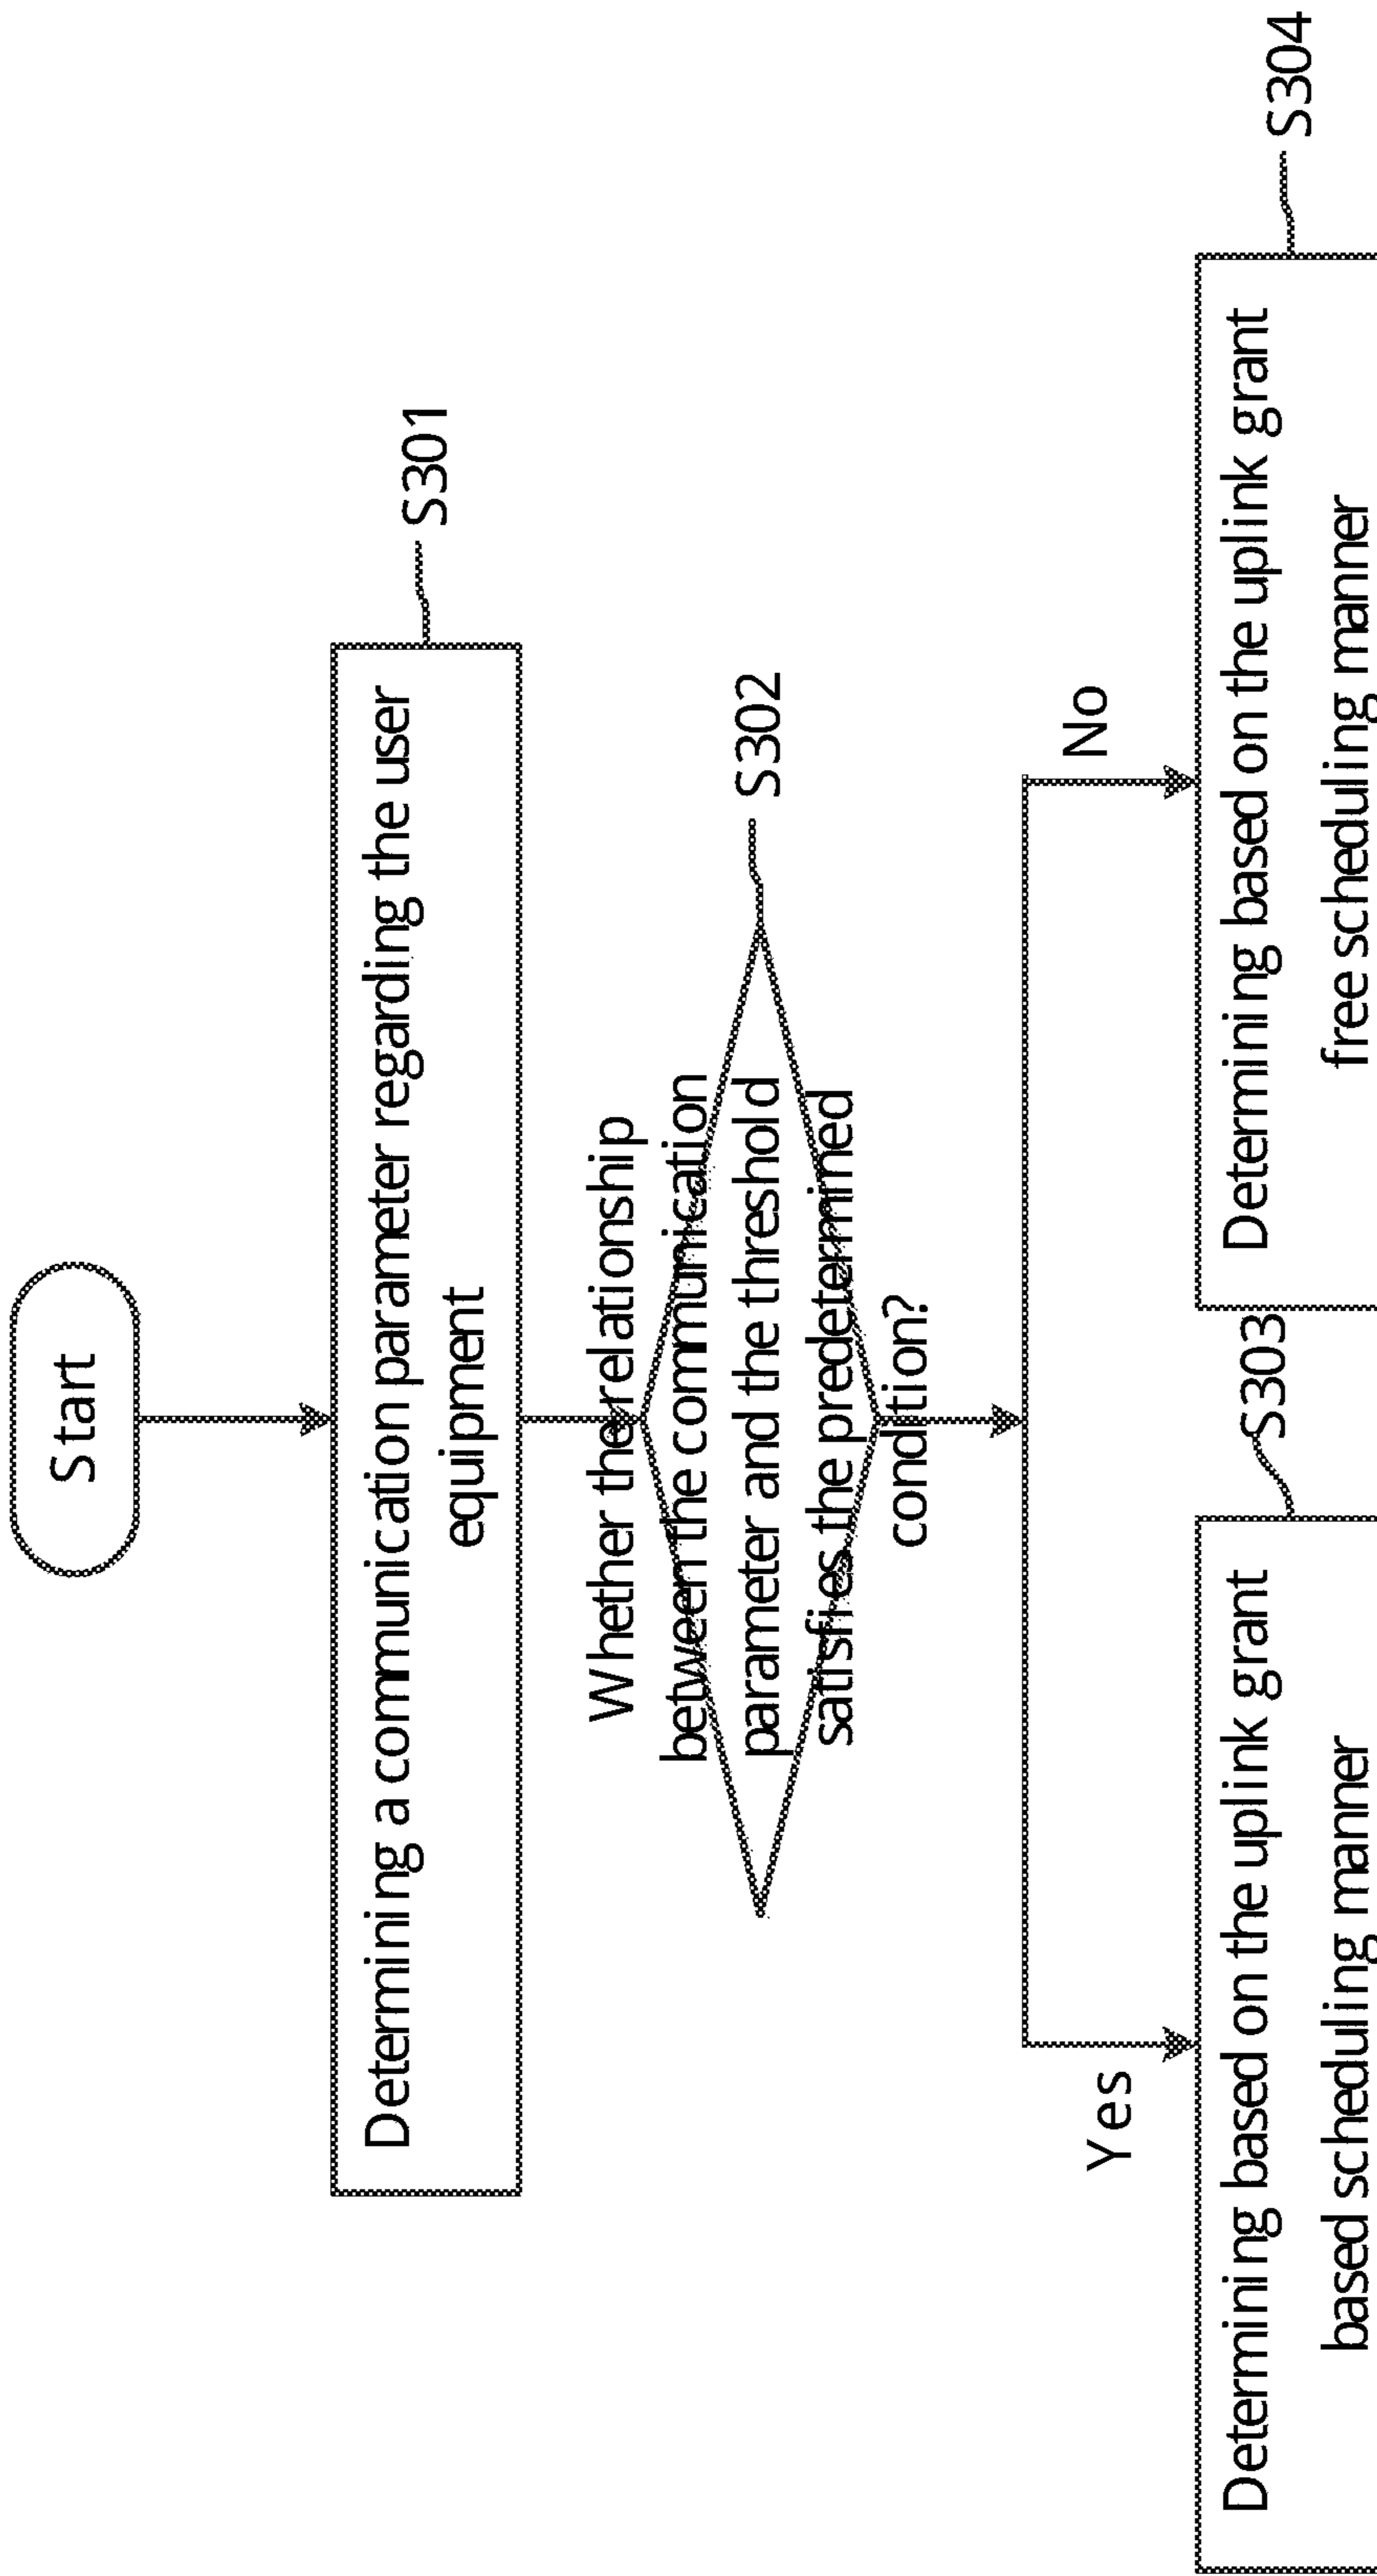 Start
Determining a communication parameter regarding the user
equipment
S301
Whether the relationship
between the communication
parameter and the threshold
satisfies the predetermined
condition?
S302
Yes
No
Determining based on the uplink grant
based scheduling manner
S303
Determining based on the uplink grant
free scheduling manner
S304